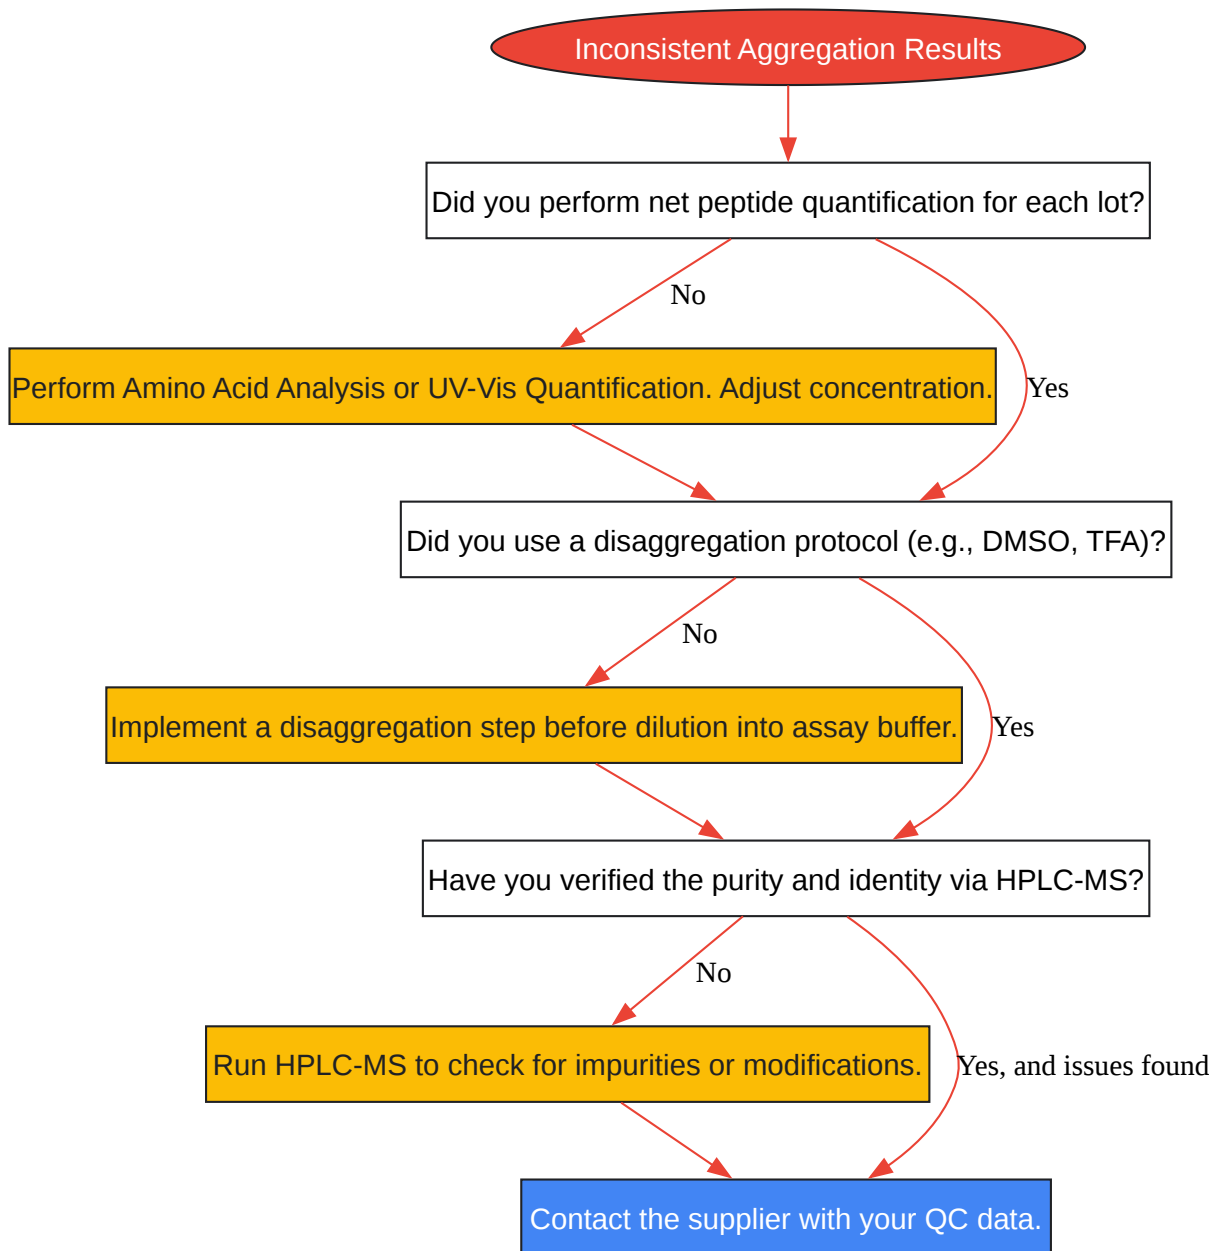 Inconsistent Aggregation Results
Did you perform net peptide quantification for each lot?
No
Perform Amino Acid Analysis or UV-Vis Quantification. Adjust concentration.
Yes
Did you use a disaggregation protocol (e.g., DMSO, TFA)?
No
Implement a disaggregation step before dilution into assay buffer.
Yes
Have you verified the purity and identity via HPLC-MS?
No
Run HPLC-MS to check for impurities or modifications.
Yes, and issues found
Contact the supplier with your QC data.